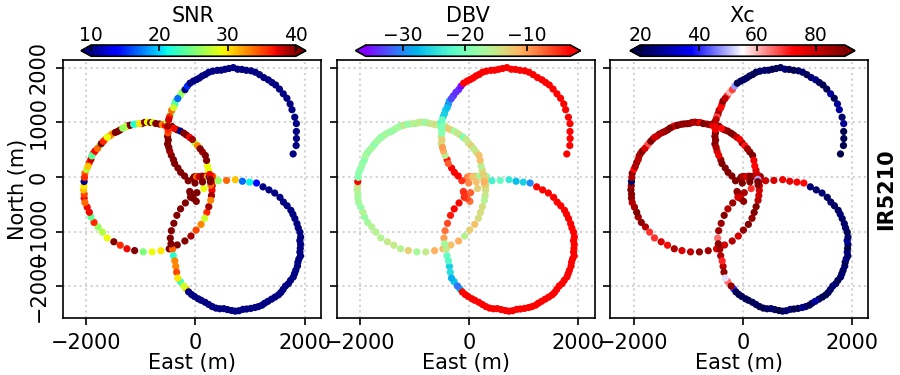 SNR DBV Xc
10 20 30 40 −30 −20 −10 20 40 60 80
2000
1000
0
−1000
−2000
North (m)
−2000 0 2000 −2000 0 2000 −2000 0 2000
East (m) East (m) East (m)
IR5210